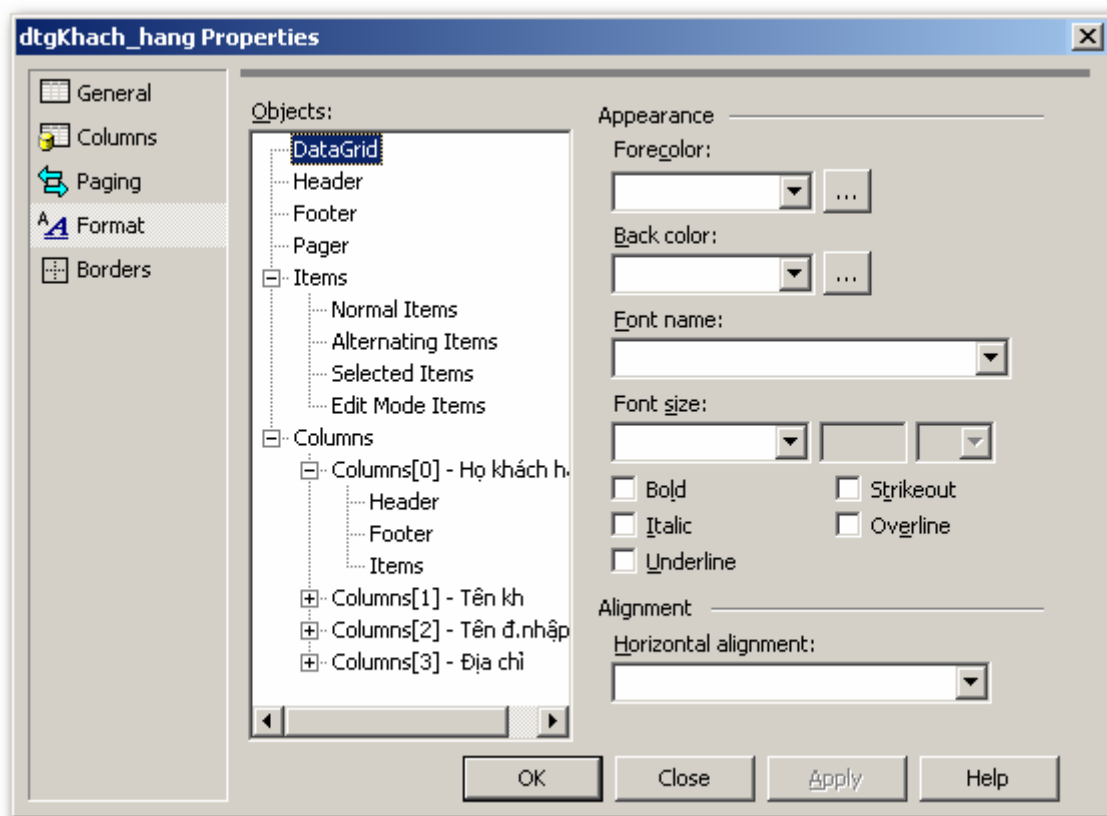 dtgKhach_hang Properties
General
Columns
Paging
Format
Borders
Objects:
DataGrid
Header
Footer
Pager
Items
Normal Items
Alternating Items
Selected Items
Edit Mode Items
Columns
Columns[0] - Họ khách h
Header
Footer
Items
Columns[1] - Tên kh
Columns[2] - Tên đ.nhập
Columns[3] - Địa chỉ
Appearance
Forecolor:
...
Back color:
...
Font name:
Font size:
Bold
Strikeout
Italic
Overline
Underline
Alignment
Horizontal alignment:
OK
Close
Apply
Help